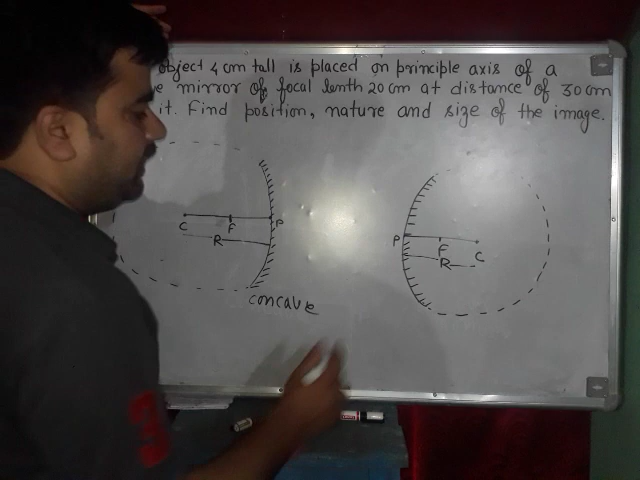 object 4 cm tall is placed on principle axis of a
mirror of focal lenth 20 cm at distance of 30 cm
it. Find position, nature and size of the image.
C F P
R
concave
P F C
R